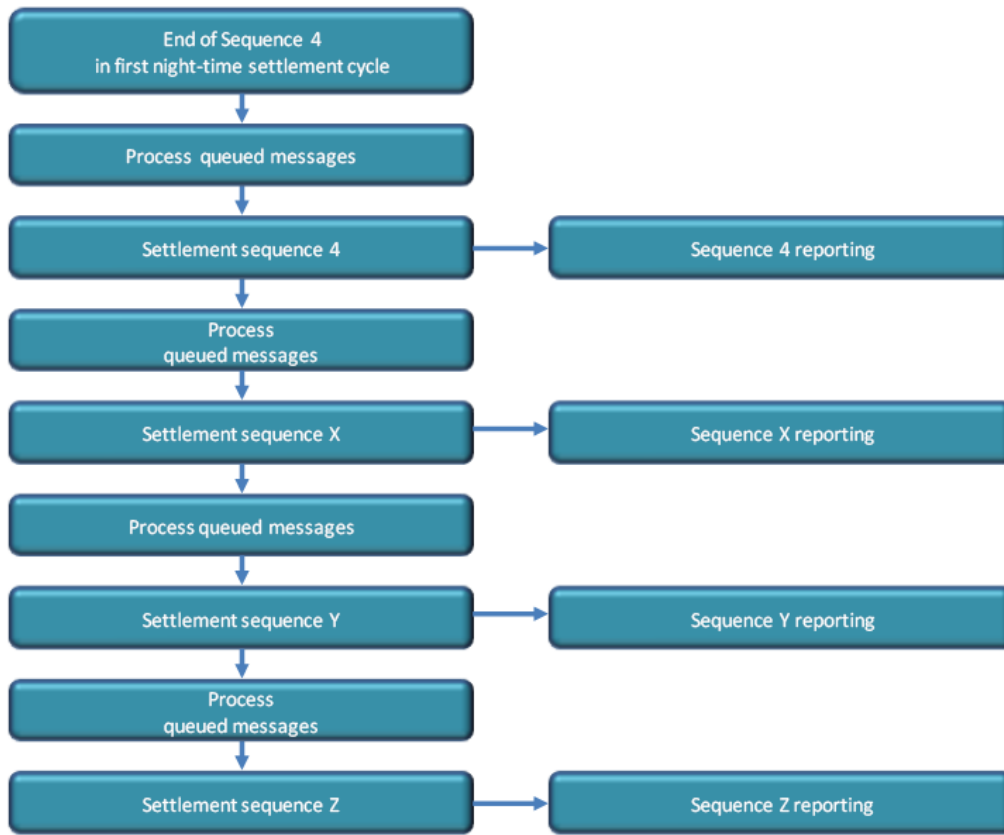 End of Sequence 4
in first night-time settlement cycle
Process queued messages
Settlement sequence 4
Sequence 4 reporting
Process
queued messages
Settlement sequence X
Sequence X reporting
Process queued messages
Settlement sequence Y
Sequence Y reporting
Process
queued messages
Settlement sequence Z
Sequence Z reporting